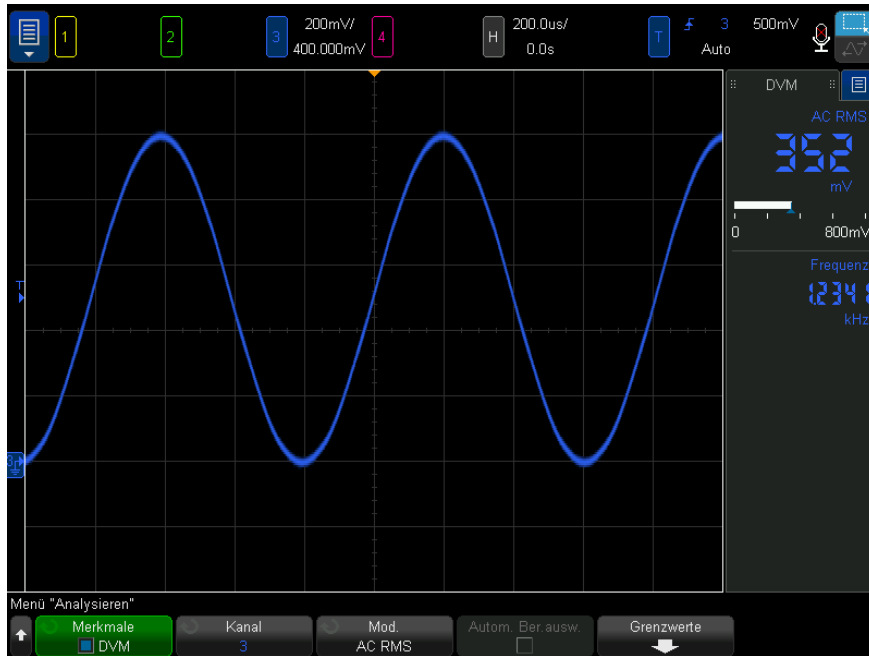 1
2
3
200mV/
400.000mV
4
H
200.0us/
0.0s
T
3
500mV
Auto
DVM
AC RMS
352
mV
0
800mV
Frequenz
kHz
T
3
Menü "Analysieren"
Merkmale
DVM
Kanal
3
Mod.
AC RMS
Autom. Ber.ausw.
Grenzwerte